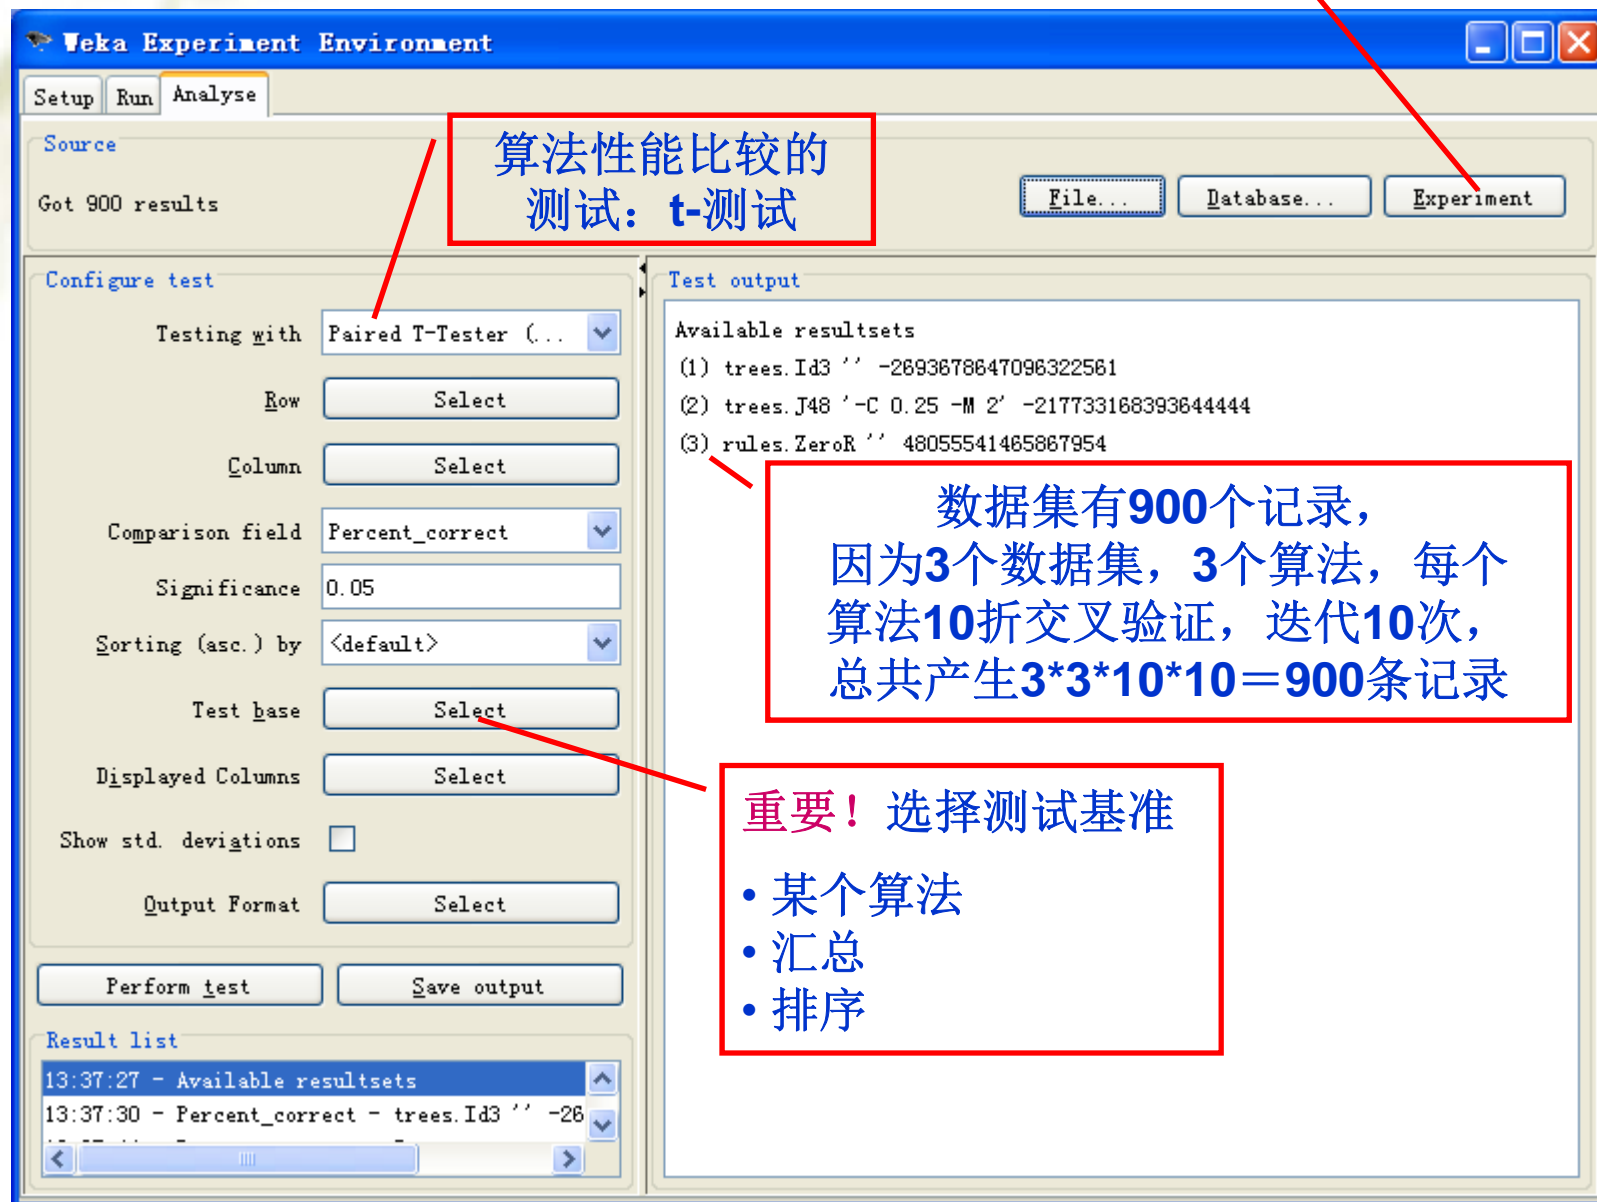 Weka Experiment Environment
Setup Run Analyse
Source
Got 900 results
File... Database... Experiment
算法性能比较的
测试：t-测试
Configure test
Testing with Paired T-Tester (...
Row Select
Column Select
Comparison field Percent_correct
Significance 0.05
Sorting (asc.) by <default>
Test base Select
Displayed Columns Select
Show std. deviations
Output Format Select
Perform test Save output
Result list
13:37:27 - Available resultsets
13:37:30 - Percent_correct - trees.Id3 '' -26
Test output
Available resultsets
(1) trees.Id3 '' -2693678647096322561
(2) trees.J48 '-C 0.25 -M 2' -217733168393644444
(3) rules.ZeroR '' 48055541465867954
数据集有900个记录，
因为3个数据集，3个算法，每个
算法10折交叉验证，迭代10次，
总共产生3*3*10*10＝900条记录
重要！选择测试基准
• 某个算法
• 汇总
• 排序